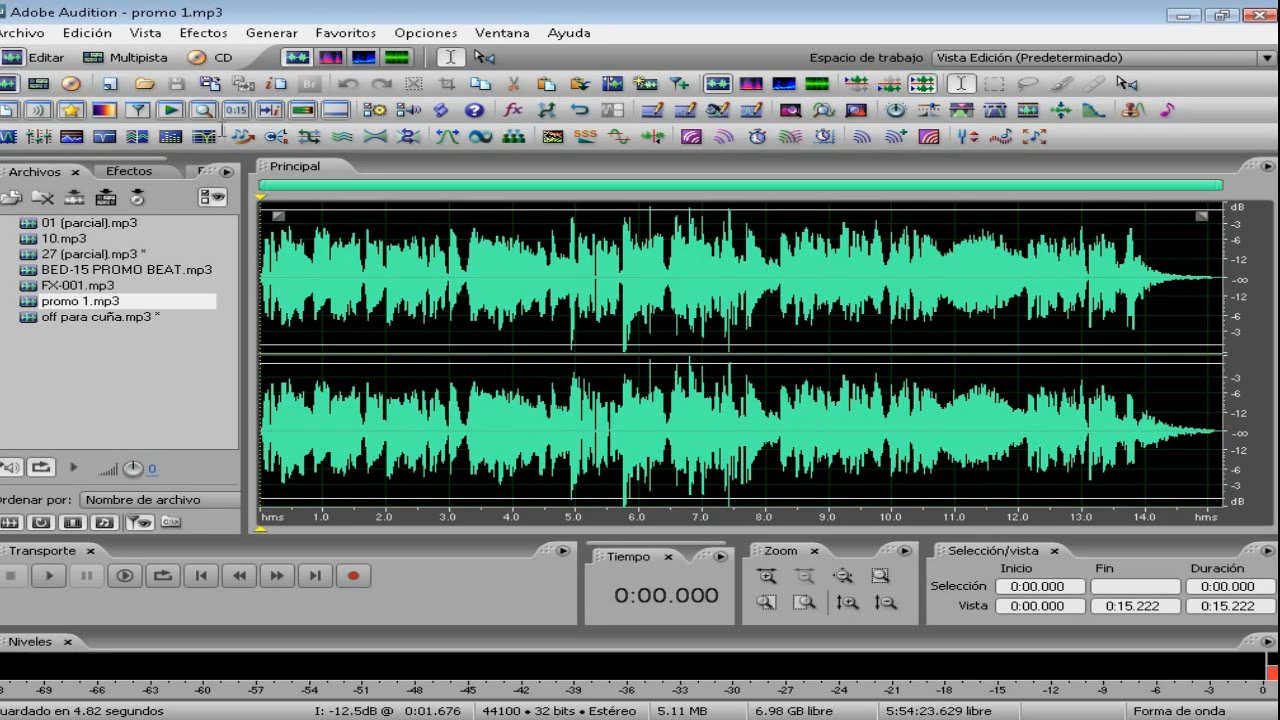 Adobe Audition - promo 1.mp3
Archivo Edición Vista Efectos Generar Favoritos Opciones Ventana Ayuda
Editar Multipista CD Espacio de trabajo Vista Edición (Predeterminado)
Br
0:15 ? fx
SSS
Archivos Efectos F Principal
01 (parcial).mp3
10.mp3
27 (parcial).mp3 *
BED-15 PROMO BEAT.mp3
FX-001.mp3
promo 1.mp3
off para cuña.mp3 *
dB
-3
-6
-12
-∞
-12
-6
-3
-3
-6
-12
-∞
-12
-6
-3
dB
0
Ordenar por: Nombre de archivo
hms 1.0 2.0 3.0 4.0 5.0 6.0 7.0 8.0 9.0 10.0 11.0 12.0 13.0 14.0 hms
Transporte Tiempo Zoom Selección/vista
Inicio Fin Duración
Selección 0:00.000 0:00.000
0:00.000
Vista 0:00.000 0:15.222 0:15.222
Niveles
-69 -66 -63 -60 -57 -54 -51 -48 -45 -42 -39 -36 -33 -30 -27 -24 -21 -18 -15 -12 -9 -6 -3 0
uardado en 4.82 segundos I: -12.5dB @ 0:01.676 44100 • 32 bits • Estéreo 5.11 MB 6.98 GB libre 5:54:23.629 libre Forma de onda